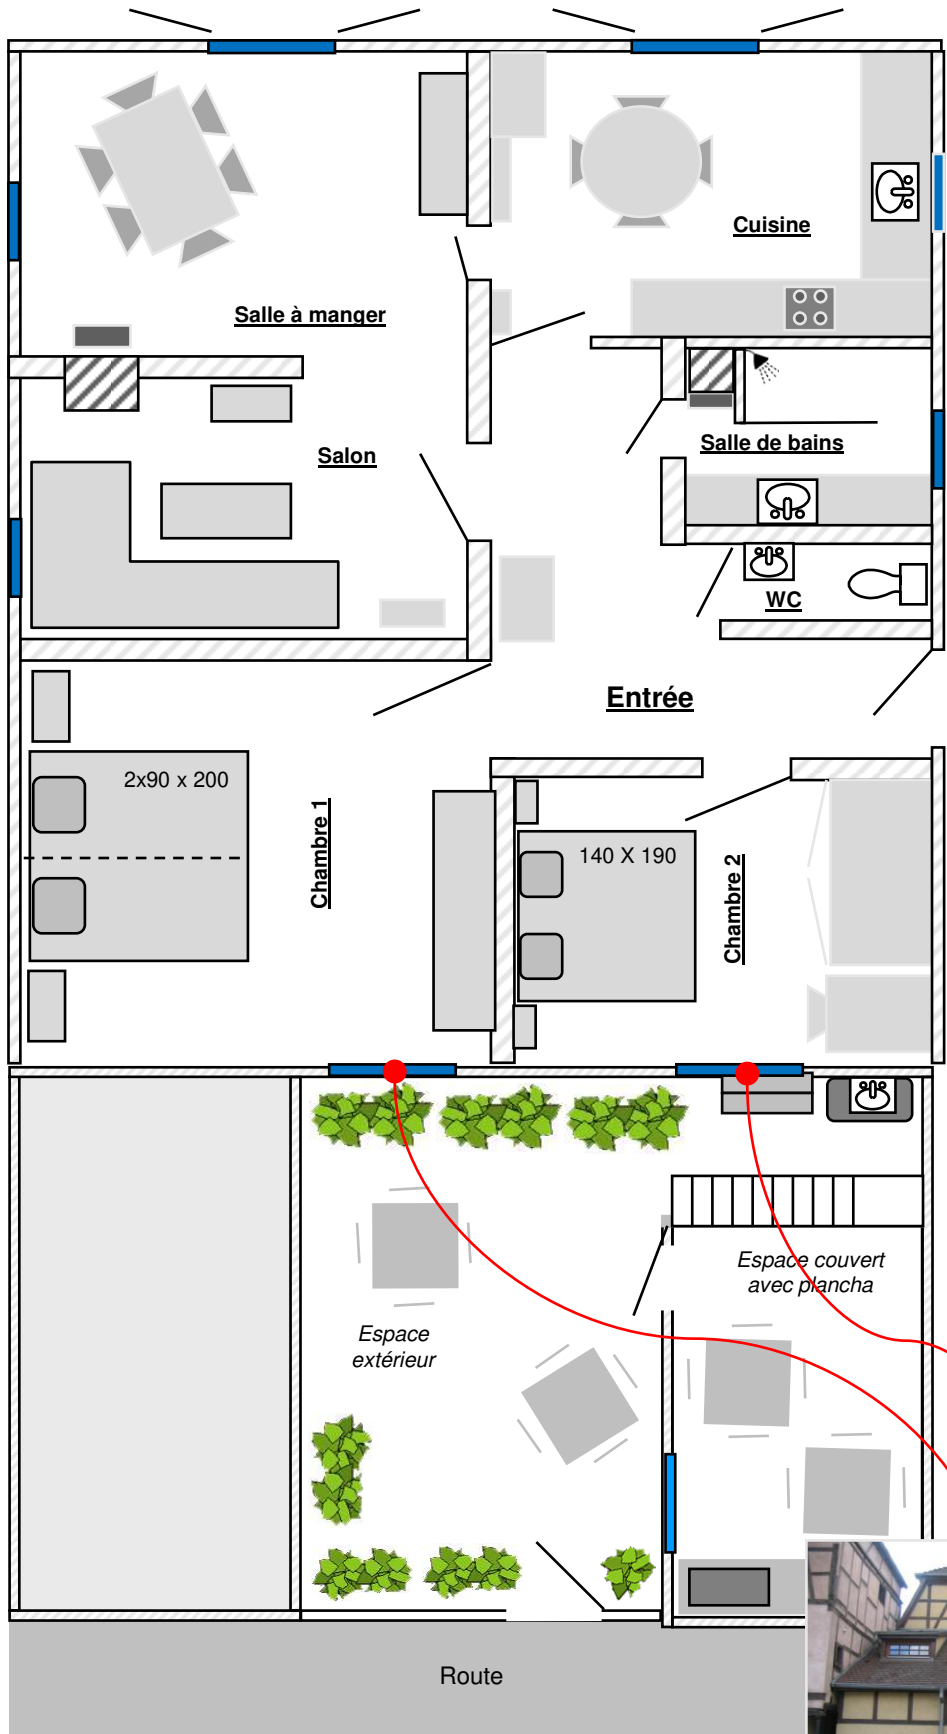 Cuisine
Salle à manger
Salon
Salle de bains
WC
Entrée
2x90 x 200
Chambre 1
140 X 190
Chambre 2
Espace couvert
avec plancha
Espace
extérieur
Route